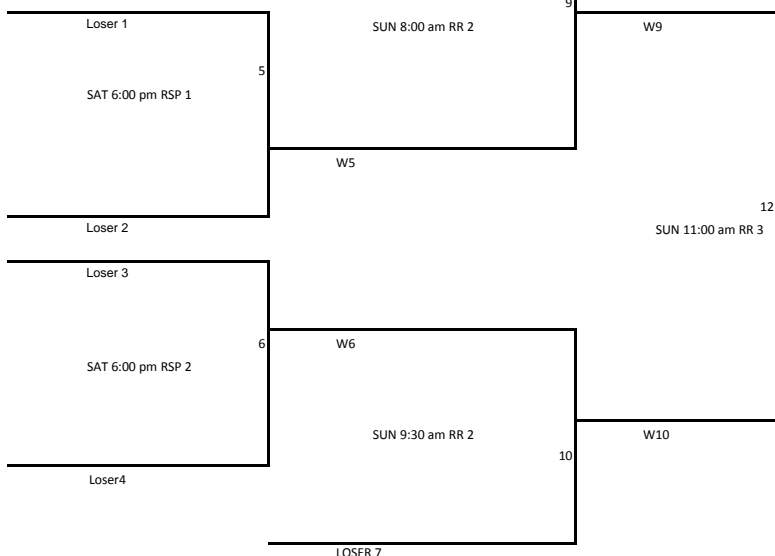 9
Loser 1
SUN 8:00 am RR 2
W9
5
SAT 6:00 pm RSP 1
W5
12
Loser 2
SUN 11:00 am RR 3
Loser 3
6
W6
SAT 6:00 pm RSP 2
SUN 9:30 am RR 2
W10
10
Loser4
LOSER 7